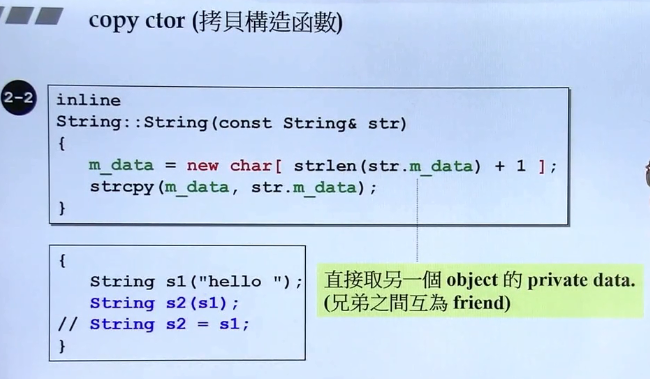 copy ctor (拷貝構造函數)
2-2
inline
String::String(const String& str)
{
m_data = new char[ strlen(str.m_data) + 1 ];
strcpy(m_data, str.m_data);
}
{
String s1("hello ");
String s2(s1);
// String s2 = s1;
}
直接取另一個 object 的 private data.
(兄弟之間互為 friend)